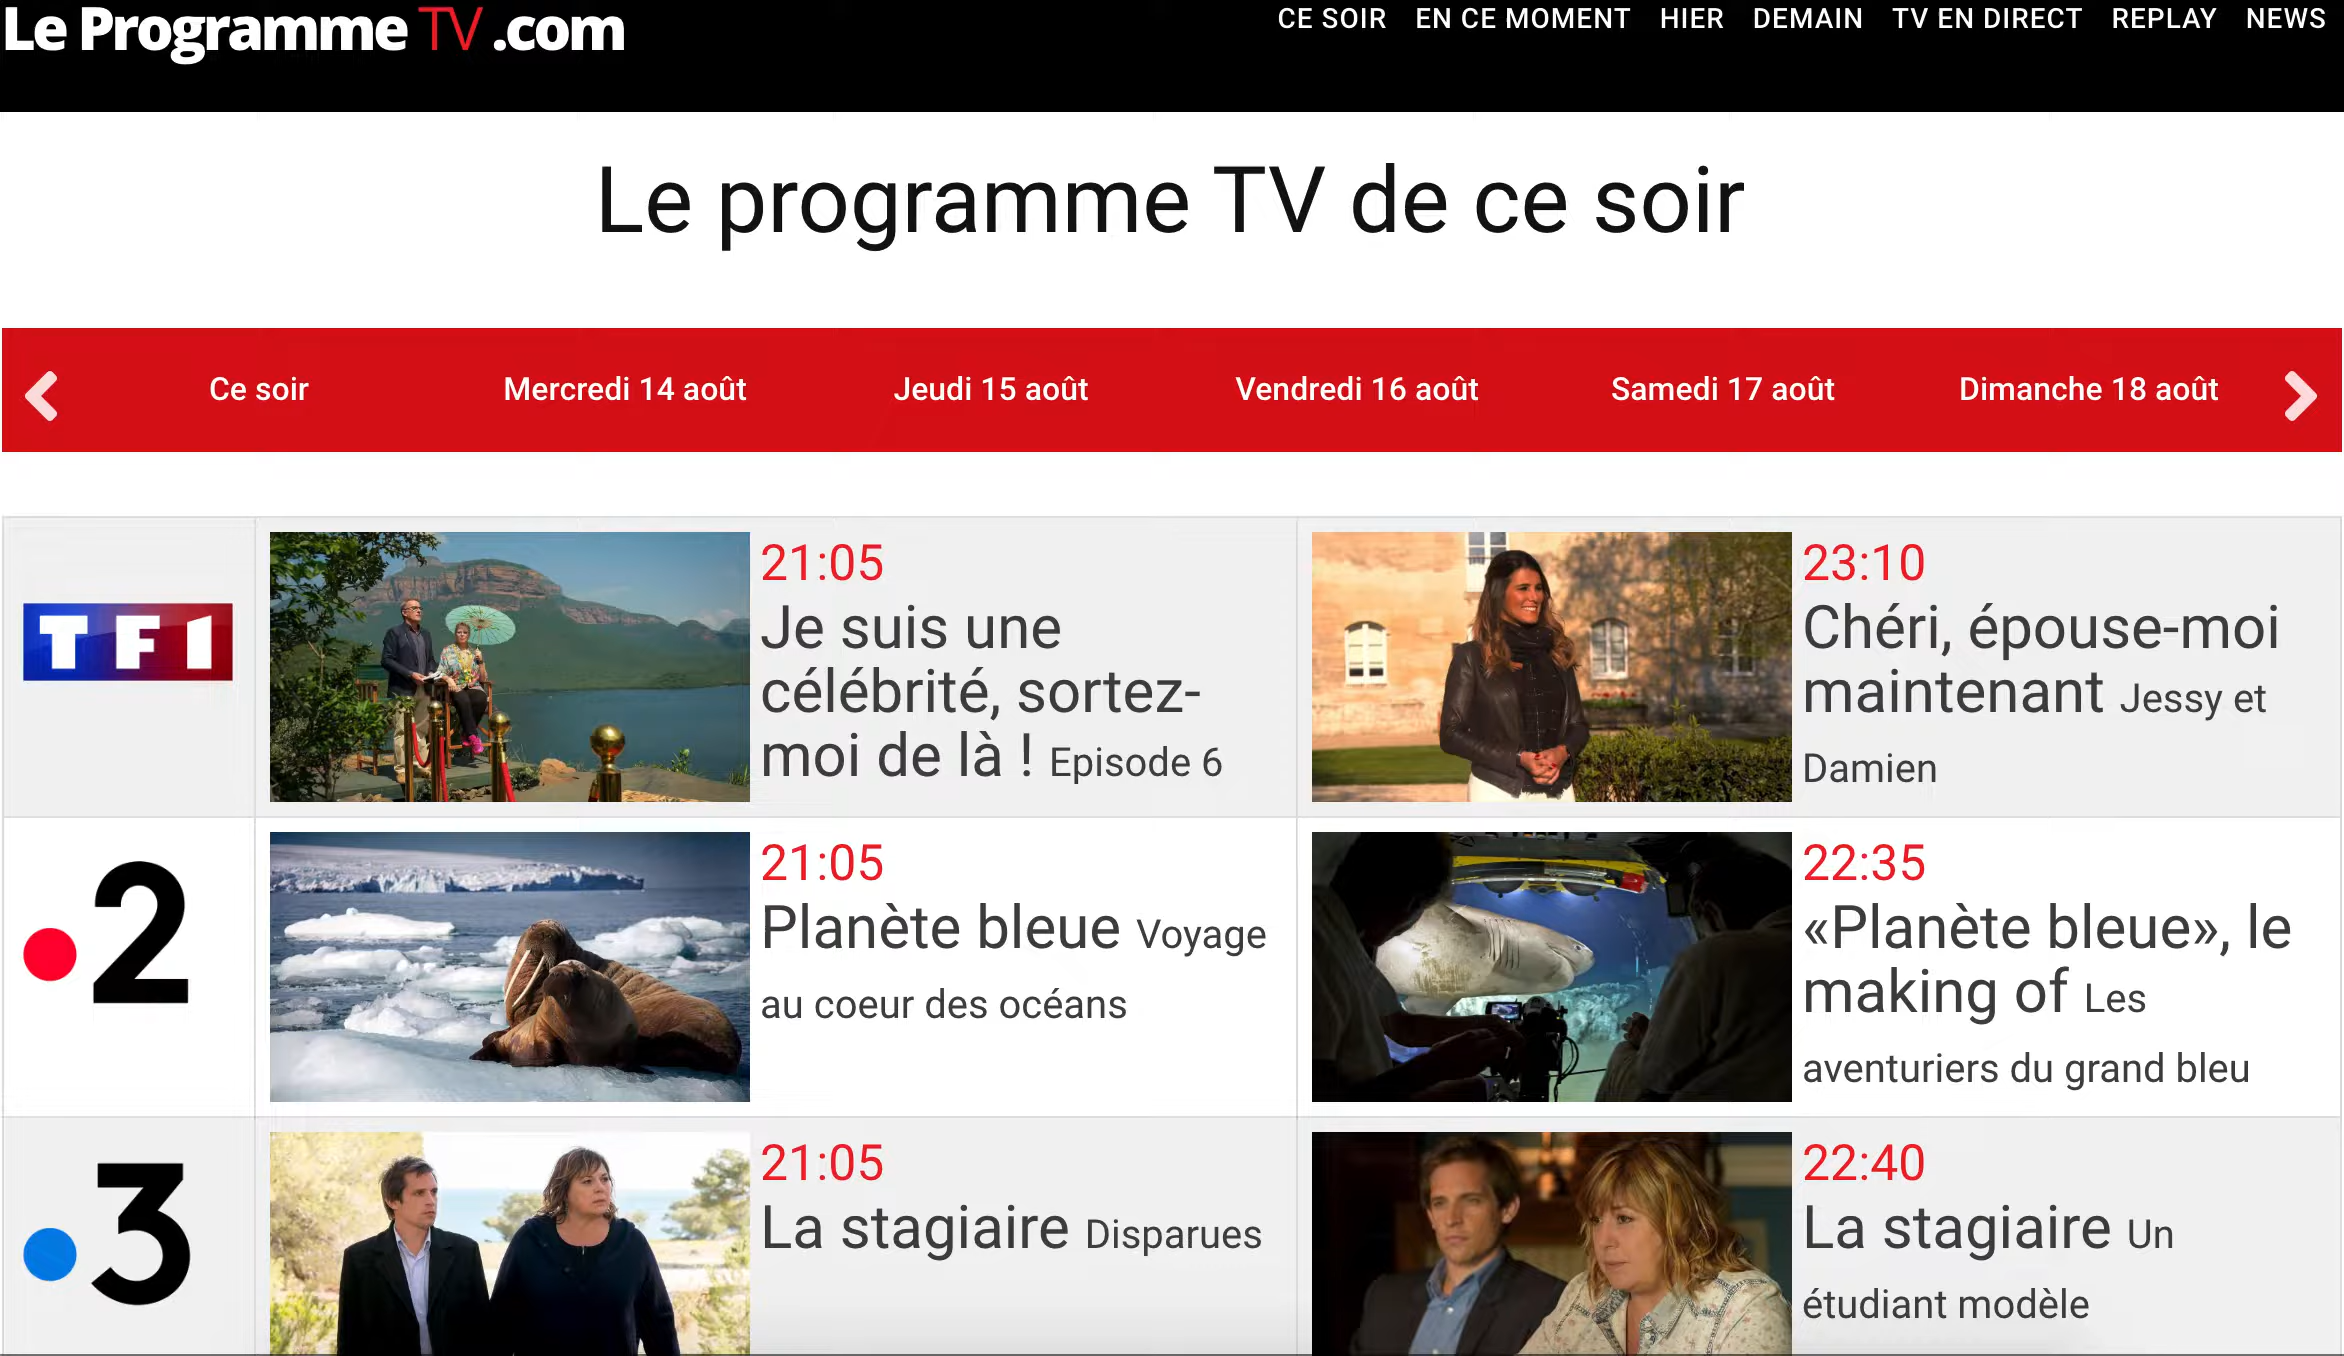 Le Programme TV .com
CE SOIR EN CE MOMENT HIER DEMAIN TV EN DIRECT REPLAY NEWS
Le programme TV de ce soir
Ce soir Mercredi 14 août Jeudi 15 août Vendredi 16 août Samedi 17 août Dimanche 18 août
TF1
21:05
Je suis une
célébrité, sortez-
moi de là ! Episode 6
23:10
Chéri, épouse-moi
maintenant Jessy et
Damien
2
21:05
Planète bleue Voyage
au coeur des océans
22:35
«Planète bleue», le
making of Les
aventuriers du grand bleu
3
21:05
La stagiaire Disparues
22:40
La stagiaire Un
étudiant modèle